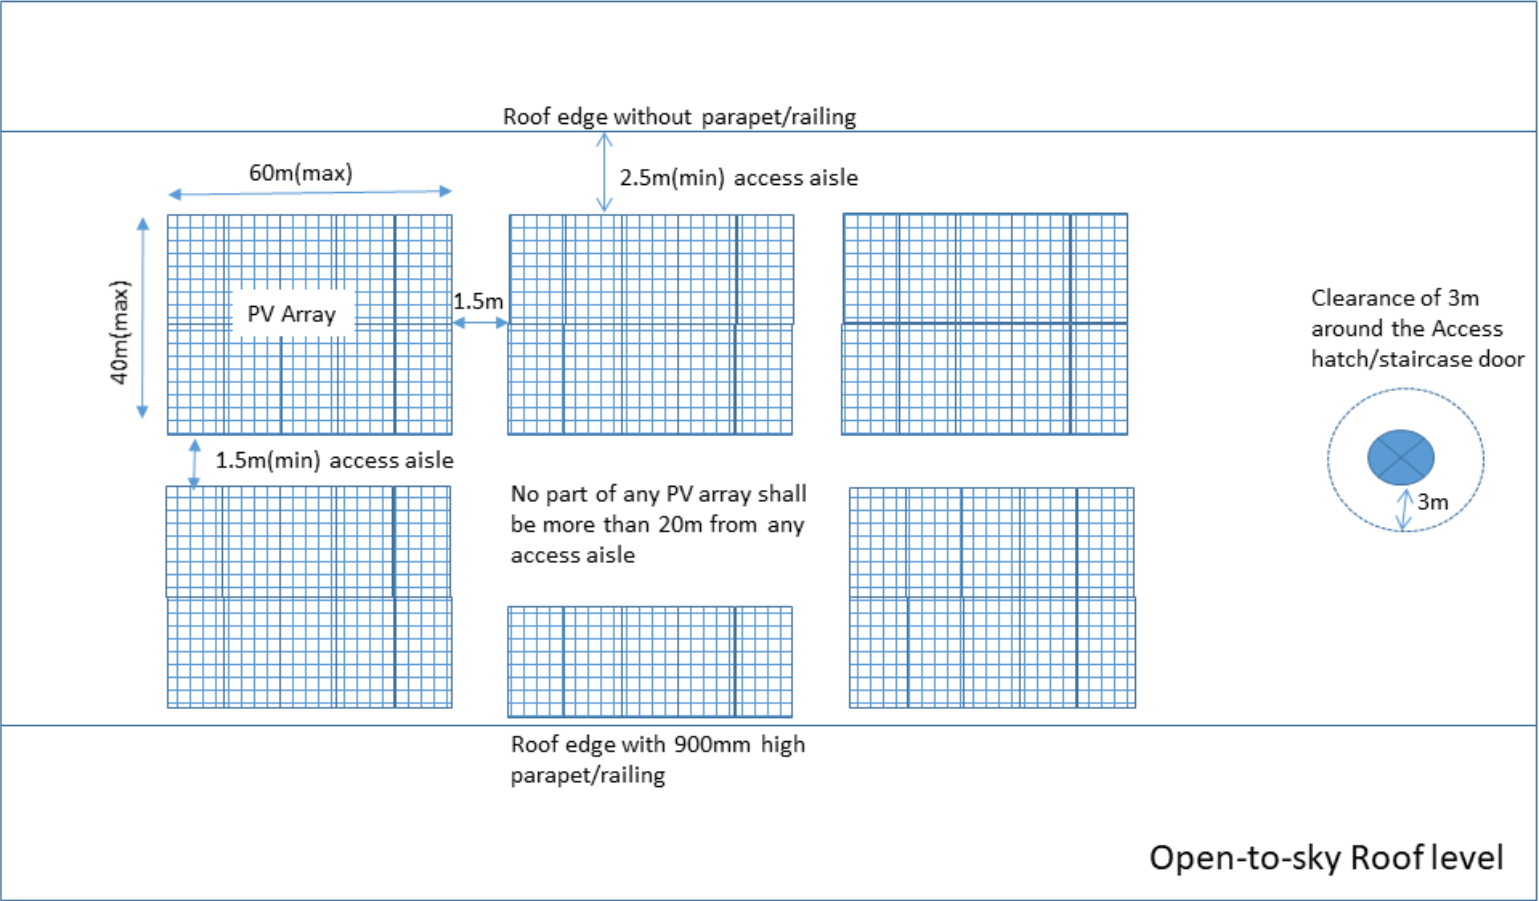 Roof edge without parapet/railing
60m(max)
2.5m(min) access aisle
40m(max)
PV Array
1.5m
Clearance of 3m
around the Access
hatch/staircase door
1.5m(min) access aisle
No part of any PV array shall
be more than 20m from any
access aisle
3m
Roof edge with 900mm high
parapet/railing
Open-to-sky Roof level